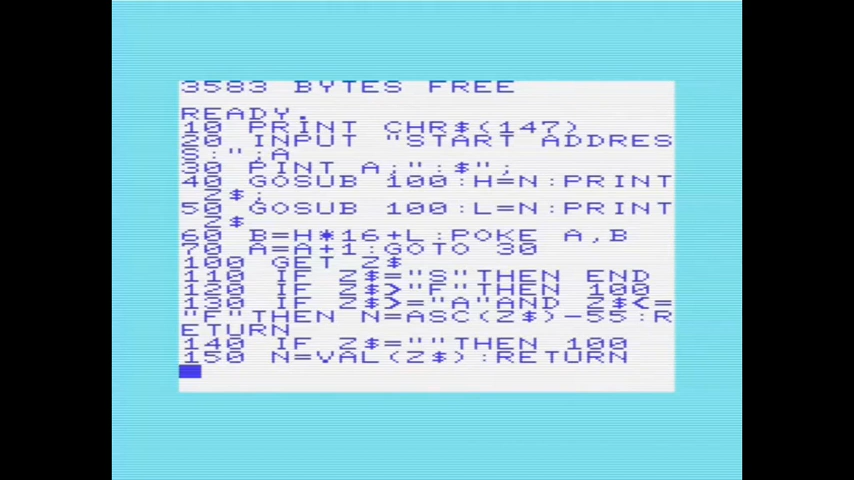 3583 BYTES FREE
READY.
10 PRINT CHR$(147)
20 INPUT "START ADDRES
S:";A
30 PINT A;":$";
40 GOSUB 100:H=N:PRINT
Z$;
50 GOSUB 100:L=N:PRINT
Z$
60 B=H*16+L:POKE A,B
70 A=A+1:GOTO 30
100 GET Z$
110 IF Z$="S"THEN END
120 IF Z$>"F"THEN 100
130 IF Z$>="A"AND Z$<=
"F"THEN N=ASC(Z$)-55:R
ETURN
140 IF Z$=""THEN 100
150 N=VAL(Z$):RETURN